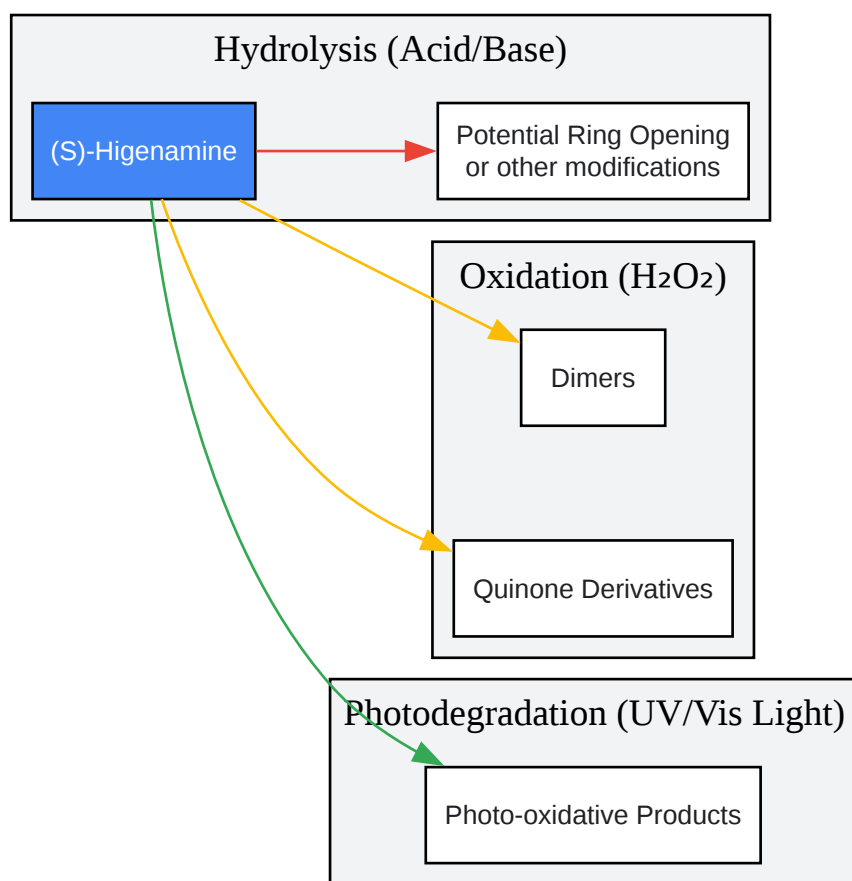 Hydrolysis (Acid/Base)
(S)-Higenamine
Potential Ring Opening
or other modifications
Oxidation (H₂O₂)
Dimers
Quinone Derivatives
Photodegradation (UV/Vis Light)
Photo-oxidative Products